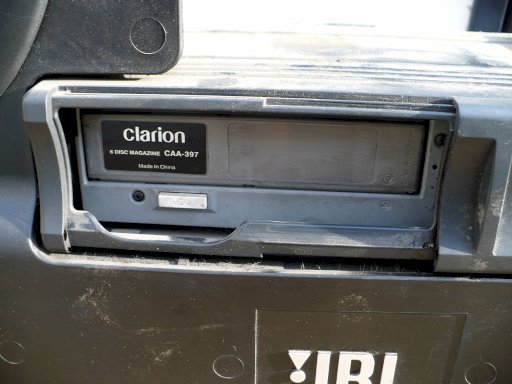 clarion
6 DISC MAGAZINE CAA-397
Made In China
JBL